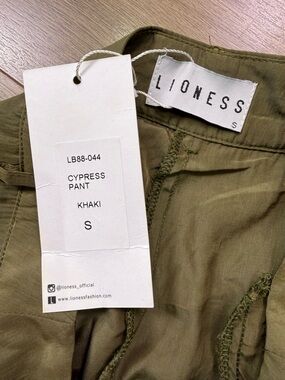 LIONESS
S
LB88-044
CYPRESS
PANT
KHAKI
S
@lioness_official
www.lionessfashion.com